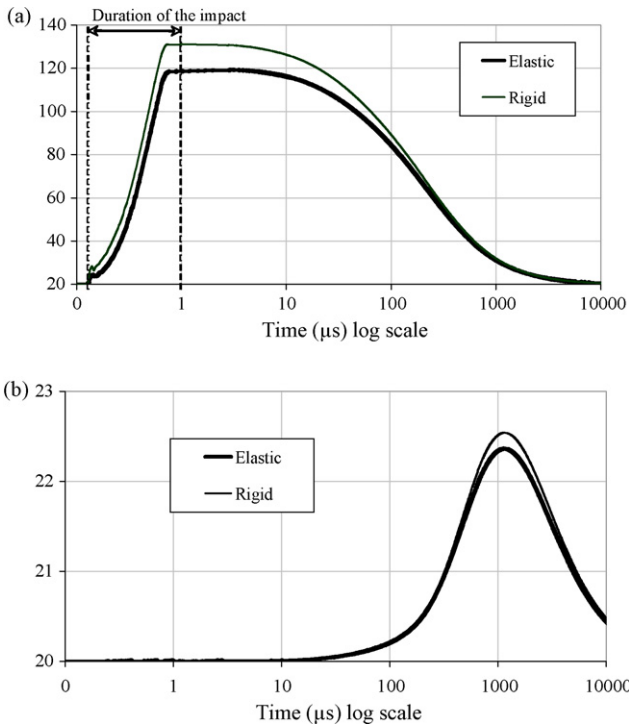 (a)
Duration of the impact
140
120
100
80
60
40
20
Elastic
Rigid
0 1 10 100 1000 10000
Time (µs) log scale
(b)
23
22
21
20
Elastic
Rigid
0 1 10 100 1000 10000
Time (µs) log scale